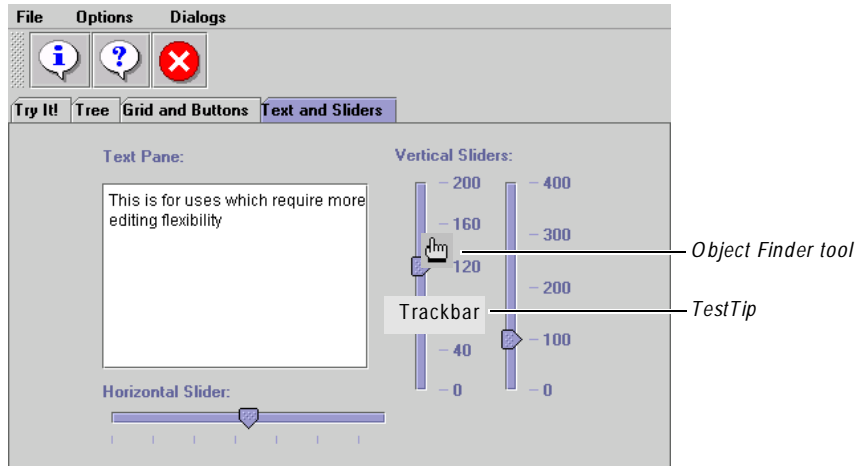 File Options Dialogs
i ?
Try It! Tree Grid and Buttons Text and Sliders
Text Pane: Vertical Sliders:
This is for uses which require more
editing flexibility
200 400
160
300
120
200
Trackbar
100
40
0 0
Object Finder tool
TestTip
Horizontal Slider: